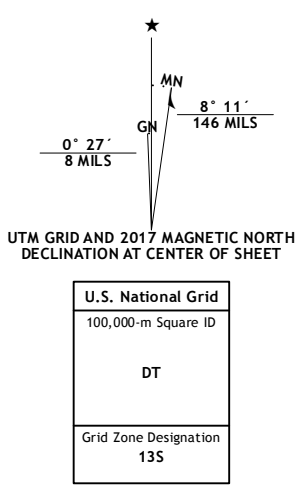 ★
MN
GN
8° 11´
146 MILS
0° 27´
8 MILS
UTM GRID AND 2017 MAGNETIC NORTH
DECLINATION AT CENTER OF SHEET
U.S. National Grid
100,000-m Square ID
DT
Grid Zone Designation
13S